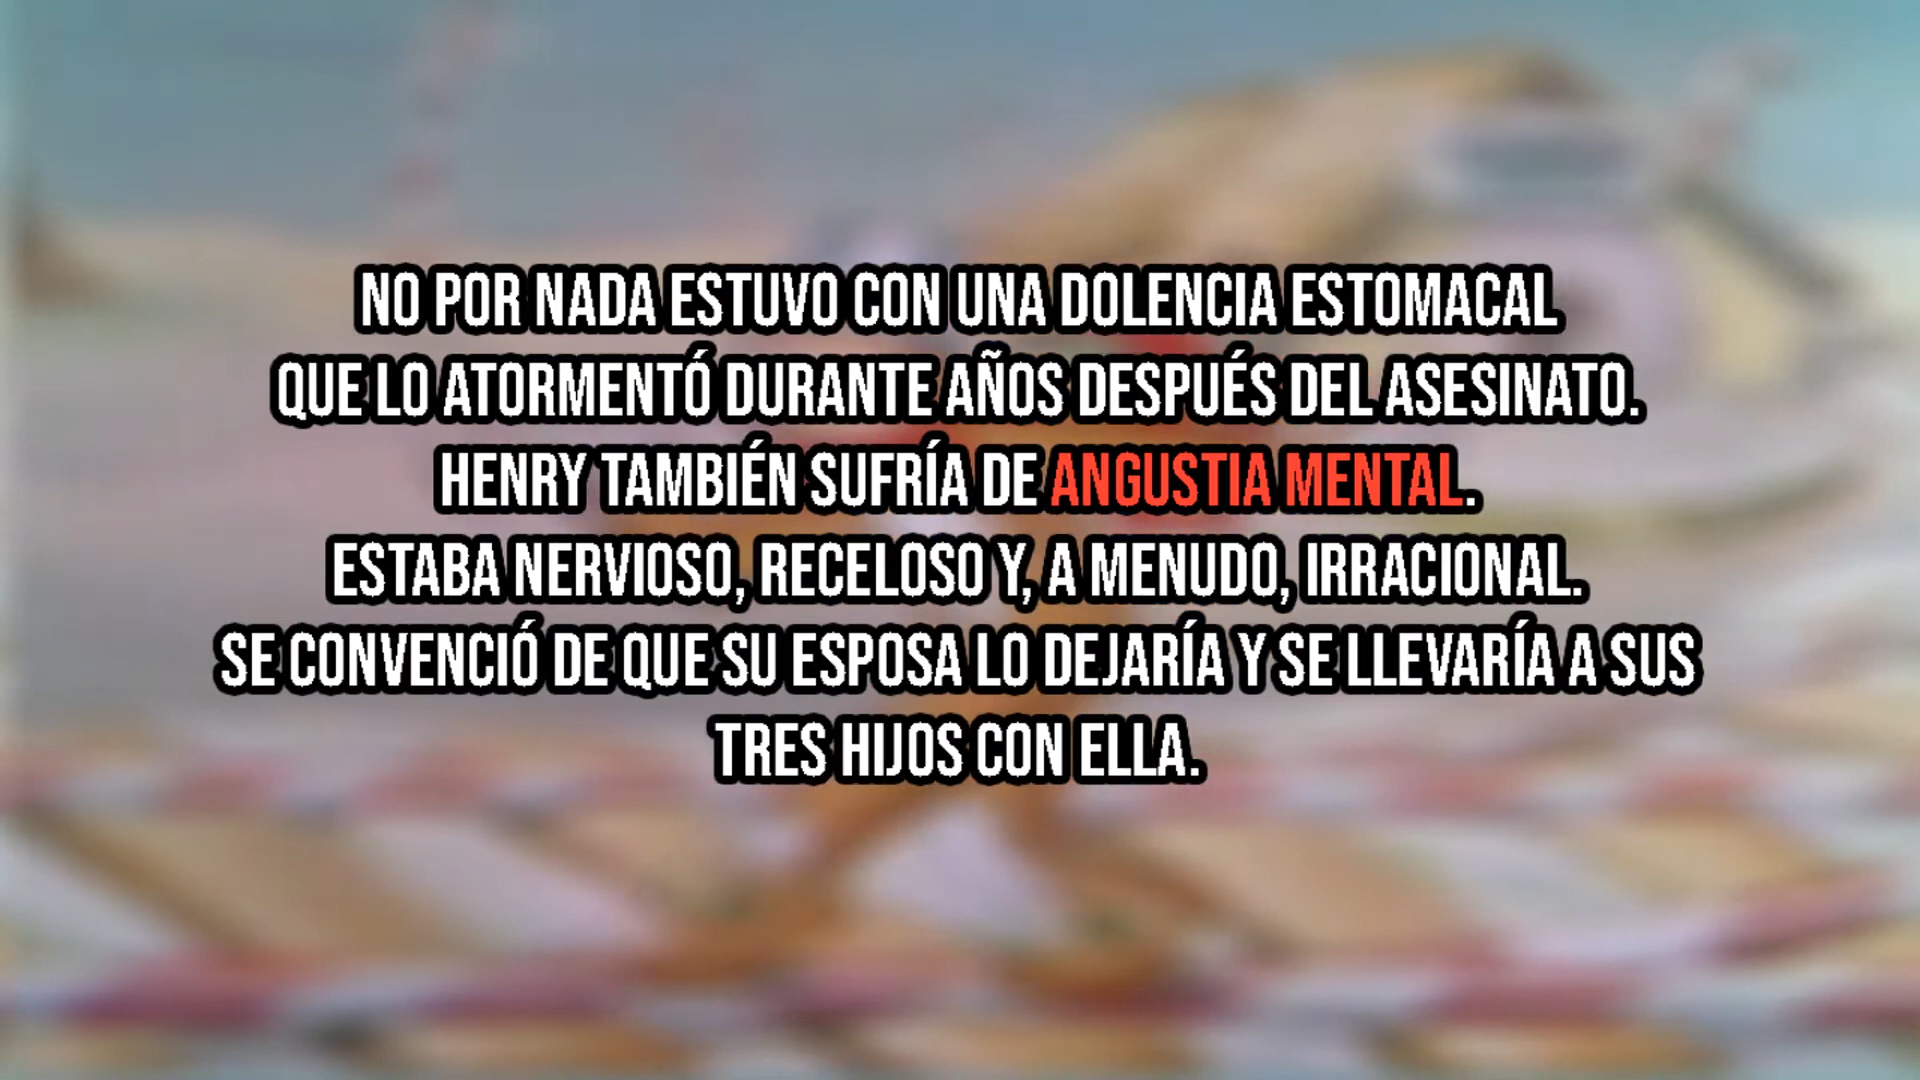 NO POR NADA ESTUVO CON UNA DOLENCIA ESTOMACAL
QUE LO ATORMENTÓ DURANTE AÑOS DESPUÉS DEL ASESINATO.
HENRY TAMBIÉN SUFRÍA DE ANGUSTIA MENTAL.
ESTABA NERVIOSO, RECELOSO Y, A MENUDO, IRRACIONAL.
SE CONVENCIÓ DE QUE SU ESPOSA LO DEJARÍA Y SE LLEVARÍA A SUS
TRES HIJOS CON ELLA.